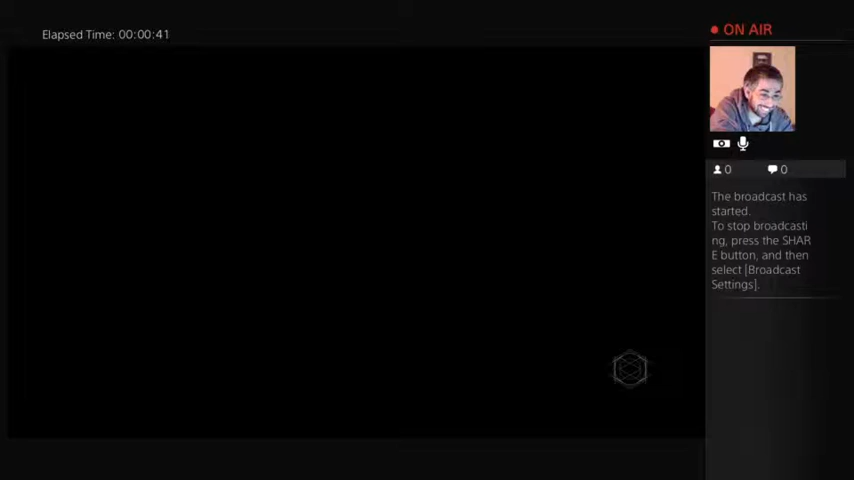 Elapsed Time: 00:00:41
ON AIR
0 0
The broadcast has
started.
To stop broadcasti
ng, press the SHAR
E button, and then
select [Broadcast
Settings].